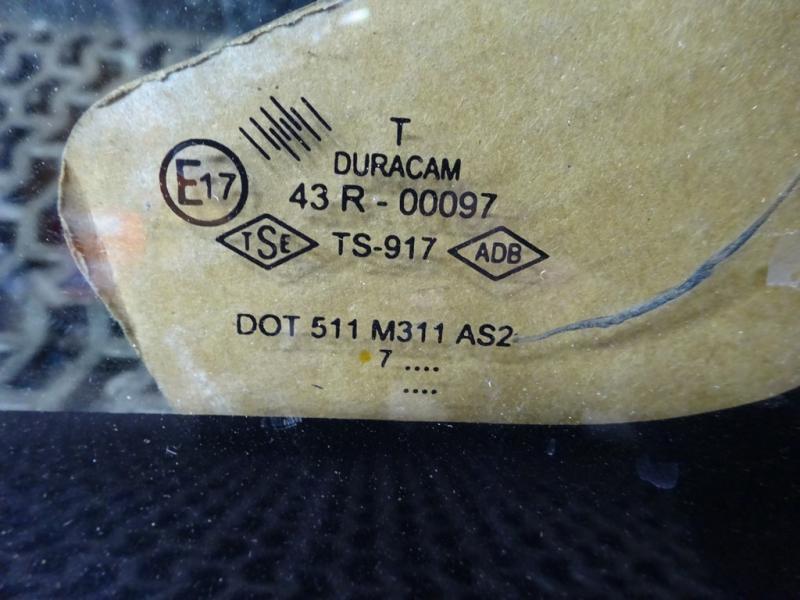 T
DURACAM
E17 43 R - 00097
TSE TS-917 ADB
DOT 511 M311 AS2
7 ....
....